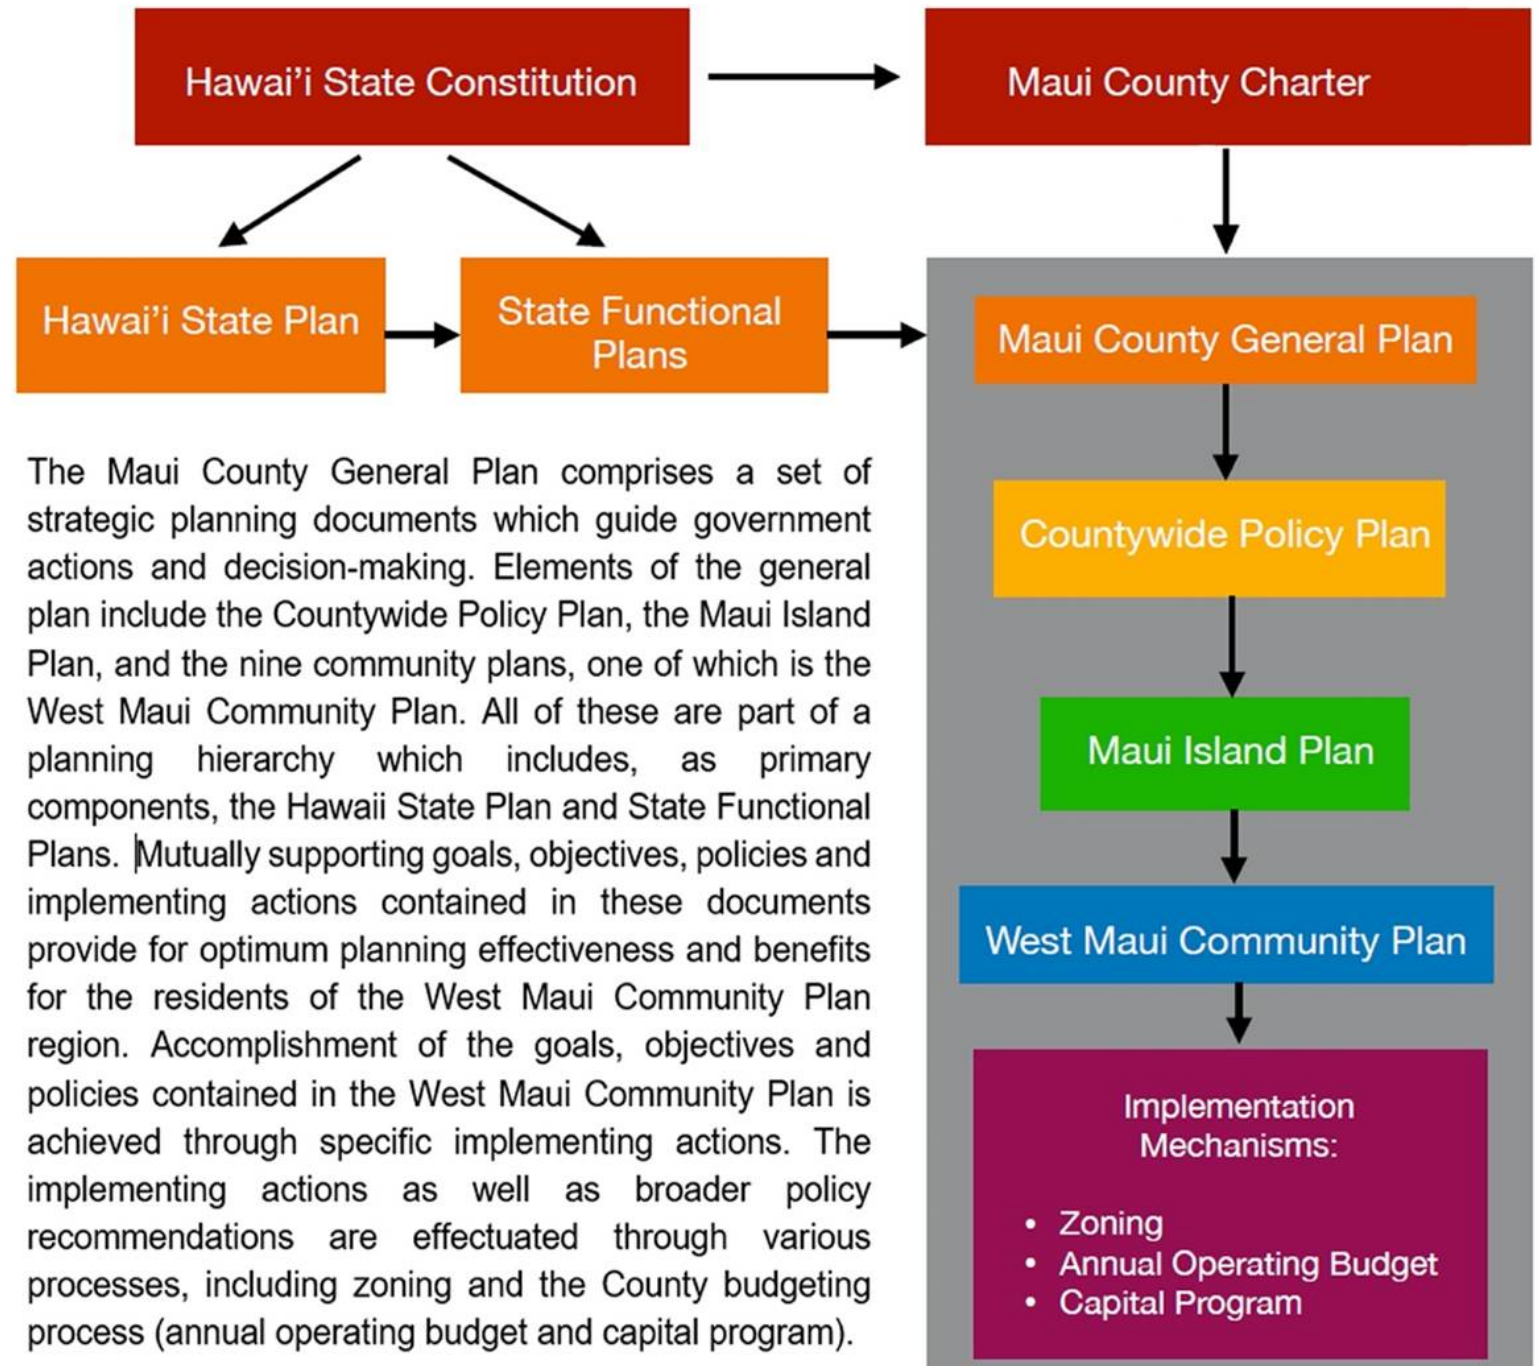 Hawai’i State Constitution
Maui County Charter
Hawai’i State Plan
State Functional
Plans
Maui County General Plan
Countywide Policy Plan
Maui Island Plan
West Maui Community Plan
Implementation
Mechanisms:
• Zoning
• Annual Operating Budget
• Capital Program
The Maui County General Plan comprises a set of
strategic planning documents which guide government
actions and decision-making. Elements of the general
plan include the Countywide Policy Plan, the Maui Island
Plan, and the nine community plans, one of which is the
West Maui Community Plan. All of these are part of a
planning hierarchy which includes, as primary
components, the Hawaii State Plan and State Functional
Plans. Mutually supporting goals, objectives, policies and
implementing actions contained in these documents
provide for optimum planning effectiveness and benefits
for the residents of the West Maui Community Plan
region. Accomplishment of the goals, objectives and
policies contained in the West Maui Community Plan is
achieved through specific implementing actions. The
implementing actions as well as broader policy
recommendations are effectuated through various
processes, including zoning and the County budgeting
process (annual operating budget and capital program).